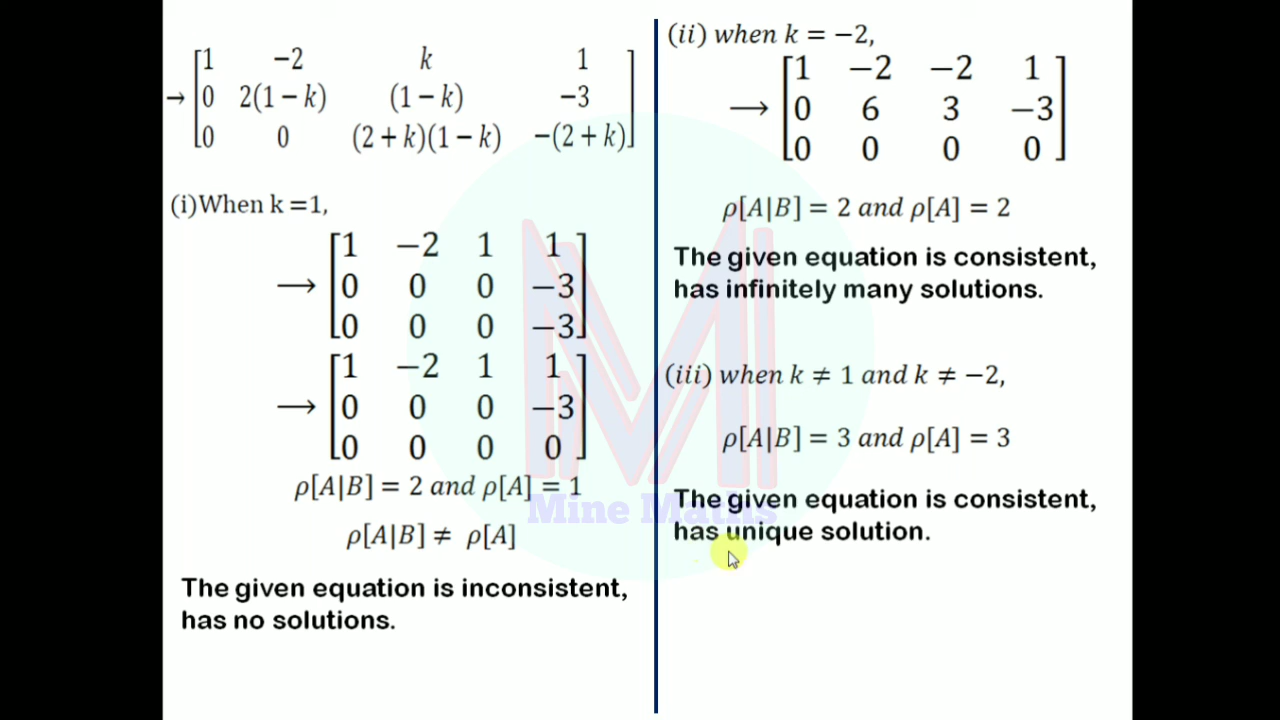 → [1 −2 k 1
0 2(1 − k) (1 − k) −3
0 0 (2 + k)(1 − k) −(2 + k)]
(i)When k =1,
→ [1 −2 1 1
0 0 0 −3
0 0 0 −3]
→ [1 −2 1 1
0 0 0 −3
0 0 0 0]
ρ[A|B] = 2 and ρ[A] = 1
ρ[A|B] ≠ ρ[A]
The given equation is inconsistent,
has no solutions.
(ii) when k = −2,
→ [1 −2 −2 1
0 6 3 −3
0 0 0 0]
ρ[A|B] = 2 and ρ[A] = 2
The given equation is consistent,
has infinitely many solutions.
(iii) when k ≠ 1 and k ≠ −2,
ρ[A|B] = 3 and ρ[A] = 3
The given equation is consistent,
has unique solution.
Mine Maths